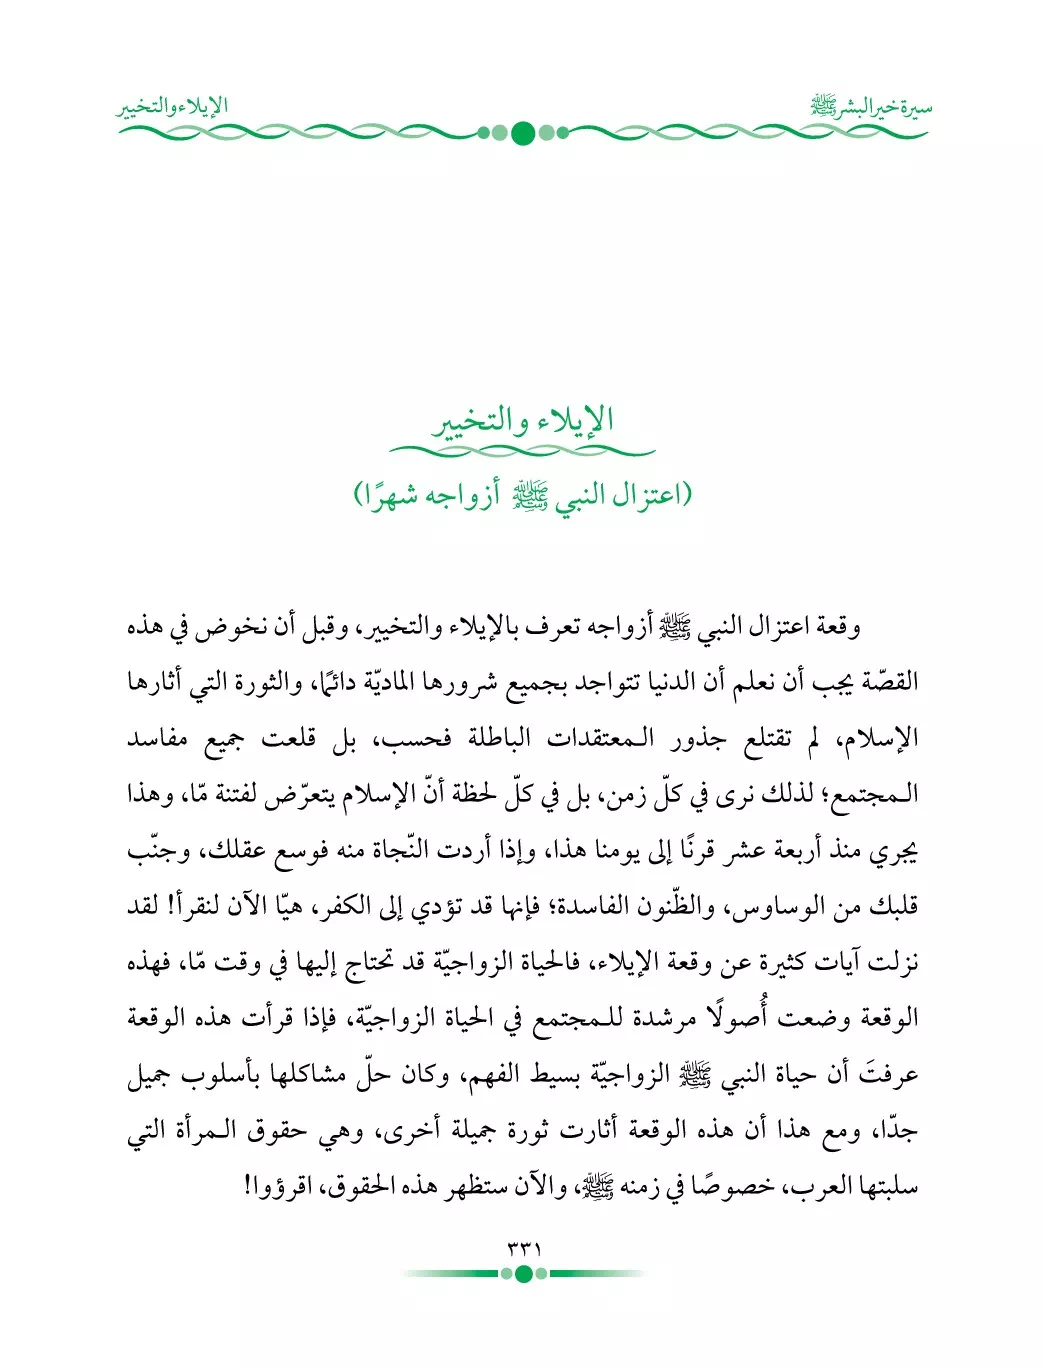 سيرة خير البشر ﷺ
الإيلاء والتخيير
الإيلاء والتخيير
(اعتزال النبي ﷺ أزواجه شهرًا)
وقعة اعتزال النبي ﷺ أزواجه تعرف بالإيلاء والتخيير، وقبل أن نخوض في هذه
القصّة يجب أن نعلم أن الدنيا تتواجد بجميع شرورها الماديّة دائمًا، والثورة التي أثارها
الإسلام، لم تقتلع جذور الـمعتقدات الباطلة فحسب، بل قلعت جميع مفاسد
الـمجتمع؛ لذلك نرى في كلّ زمن، بل في كلّ لحظة أنّ الإسلام يتعرّض لفتنة مّا، وهذا
يجري منذ أربعة عشر قرنًا إلى يومنا هذا، وإذا أردت النّجاة منه فوسع عقلك، وجنّب
قلبك من الوساوس، والظّنون الفاسدة؛ فإنها قد تؤدي إلى الكفر، هيّا الآن لنقرأ! لقد
نزلت آيات كثيرة عن وقعة الإيلاء، فالحياة الزواجيّة قد تحتاج إليها في وقت مّا، فهذه
الوقعة وضعت أُصولًا مرشدة للـمجتمع في الحياة الزواجيّة، فإذا قرأت هذه الوقعة
عرفتَ أن حياة النبي ﷺ الزواجيّة بسيط الفهم، وكان حلّ مشاكلها بأسلوب جميل
جدّا، ومع هذا أن هذه الوقعة أثارت ثورة جميلة أخرى، وهي حقوق الـمرأة التي
سلبتها العرب، خصوصًا في زمنه ﷺ، والآن ستظهر هذه الحقوق، اقرؤوا!
٣٣١